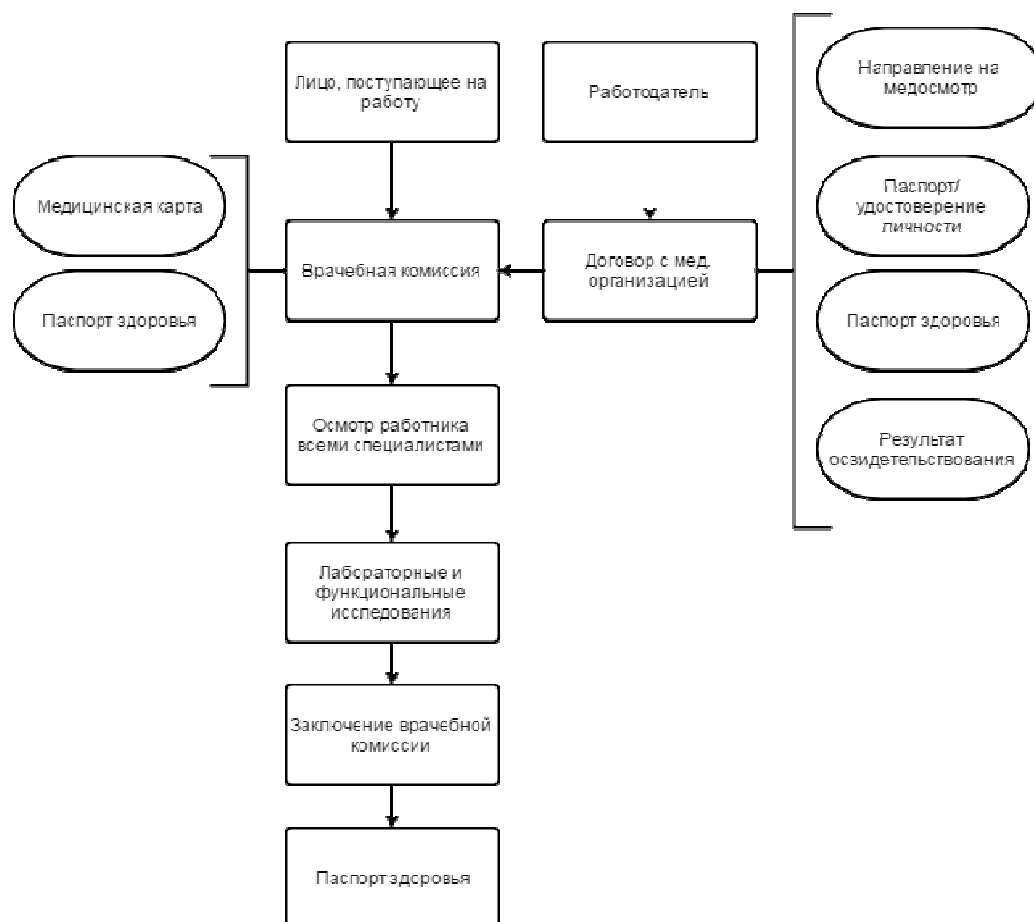 Лицо, поступающее на
работу
Работодатель
Направление на
медосмотр
Медицинская карта
Паспорт/
удостоверение
личности
Врачебная комиссия
Договор с мед.
организацией
Паспорт здоровья
Паспорт здоровья
Осмотр работника
всеми специалистами
Результат
освидетельствования
Лабораторные и
функциональные
исследования
Заключение врачебной
комиссии
Паспорт здоровья